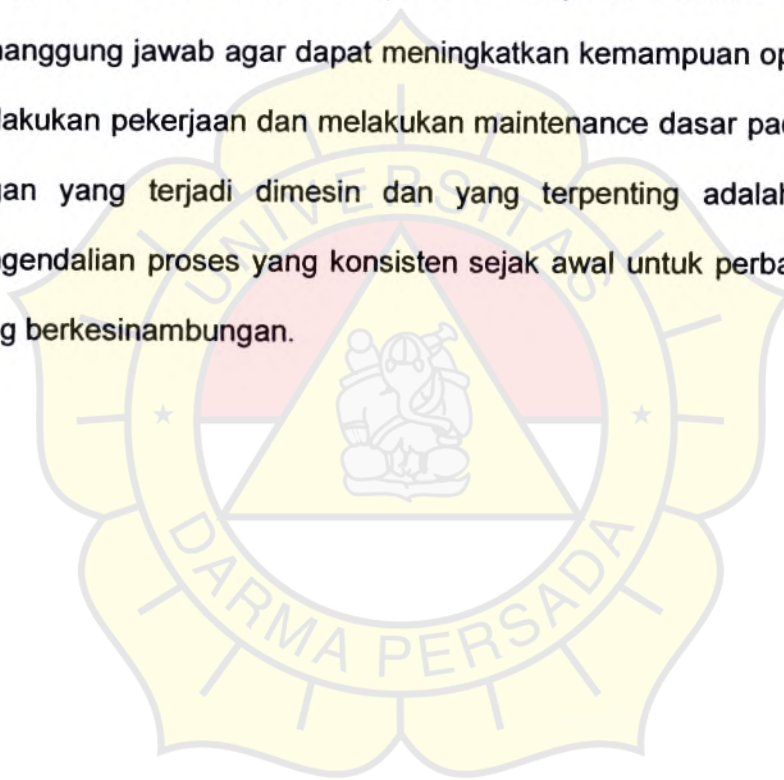 nanggung jawab agar dapat meningkatkan kemampuan op
lakukan pekerjaan dan melakukan maintenance dasar pa
gan yang terjadi dimesin dan yang terpenting adalah
gendalian proses yang konsisten sejak awal untuk perba
g berkesinambungan.
UNIVERSITAS
DARMA PERSADA